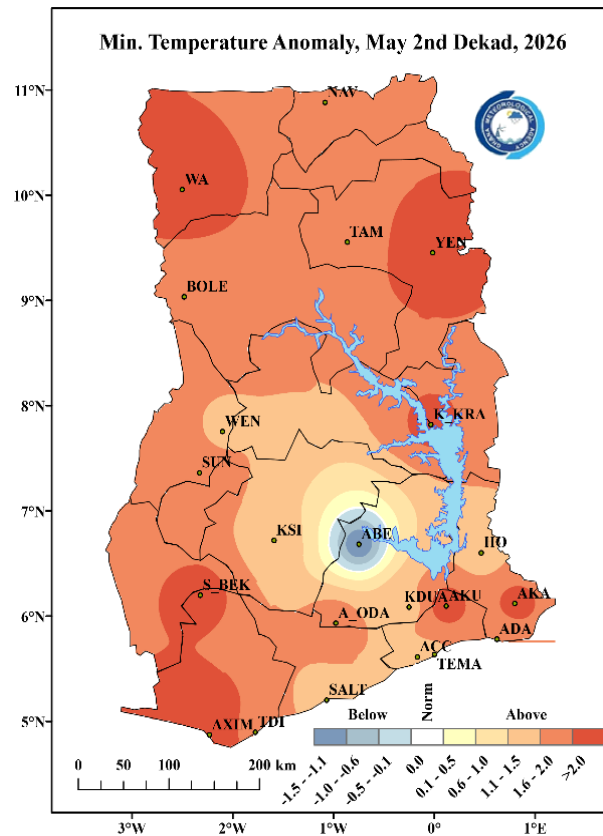 Min. Temperature Anomaly, May 2nd Dekad, 2026
11°N
NAV
GHANA METEOROLOGICAL AGENCY
WA
10°N
TAM
YEN
BOLE
9°N
8°N
K_KRA
WEN
SUN
7°N
KSI
ABE
HO
S_BEK
6°N
KDUA
AKU
AKA
A_ODA
ADA
ACC
TEMA
SALT
5°N
AXIM
TDI
Below
Norm
Above
0
100
200 km
-1.5 - -1.1
-1.0 - -0.6
-0.5 - -0.1
0.0
0.1 - 0.5
0.6 - 1.0
1.1 - 1.5
1.6 - 2.0
>2.0
3°W
2°W
1°W
0°
1°E